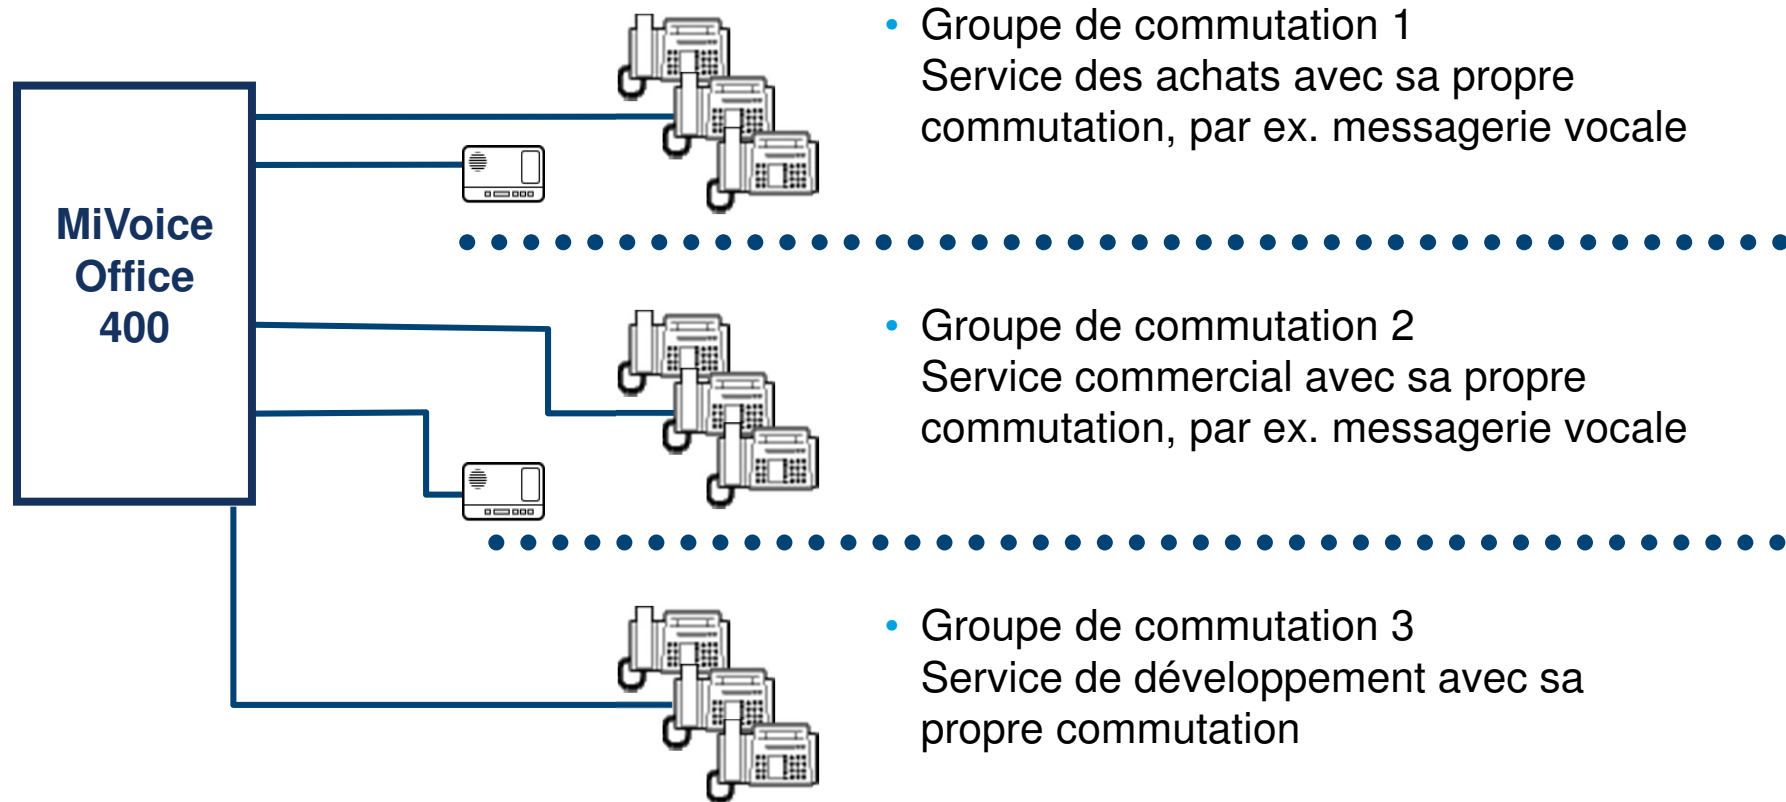 MiVoice
Office
400
• Groupe de commutation 1
Service des achats avec sa propre
commutation, par ex. messagerie vocale
• Groupe de commutation 2
Service commercial avec sa propre
commutation, par ex. messagerie vocale
• Groupe de commutation 3
Service de développement avec sa
propre commutation